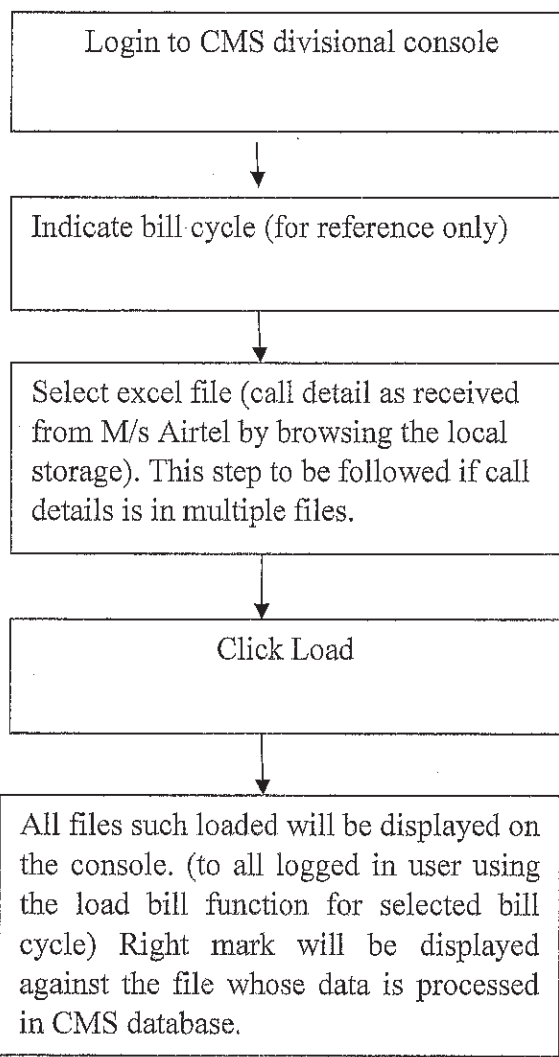 Login to CMS divisional console
Indicate bill cycle (for reference only)
Select excel file (call detail as received
from M/s Airtel by browsing the local
storage). This step to be followed if call
details is in multiple files.
Click Load
All files such loaded will be displayed on
the console. (to all logged in user using
the load bill function for selected bill
cycle) Right mark will be displayed
against the file whose data is processed
in CMS database.